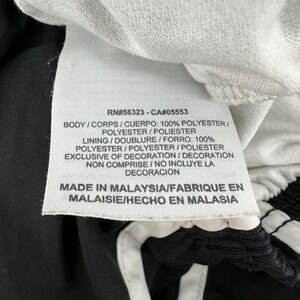 RN#56323 - CA#05553
BODY / CORPS / CUERPO: 100% POLYESTER /
POLYESTER / POLIESTER
LINING / DOUBLURE / FORRO: 100%
POLYESTER / POLYESTER / POLIESTER
EXCLUSIVE OF DECORATION / DECORATION
NON COMPRISE / NO INCLUYE LA
DECORACION
MADE IN MALAYSIA/FABRIQUE EN
MALAISIE/HECHO EN MALASIA